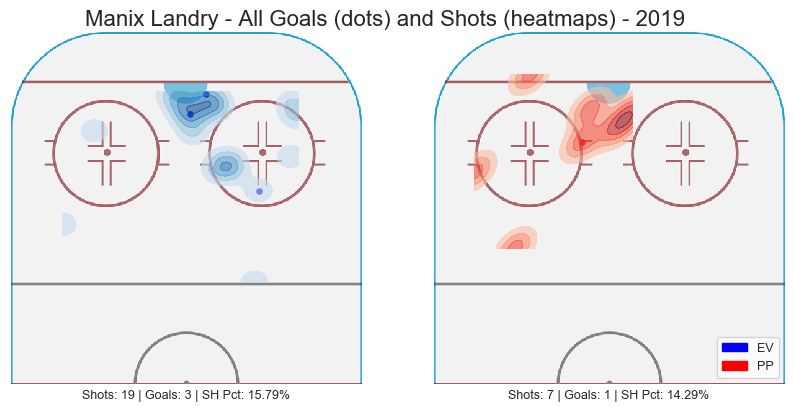 Manix Landry - All Goals (dots) and Shots (heatmaps) - 2019
EV
PP
Shots: 19 | Goals: 3 | SH Pct: 15.79%
Shots: 7 | Goals: 1 | SH Pct: 14.29%